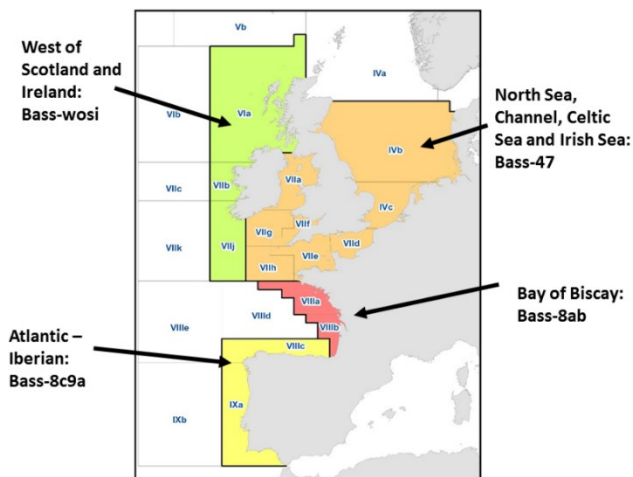 Vb
West of
Scotland and
Ireland:
Bass-wosi
IVa
VIb
VIa
North Sea,
Channel, Celtic
Sea and Irish Sea:
Bass-47
IVb
VIIc
VIIb
VIIa
IVc
VIIk
VIIj
VIIg
VIIf
VIId
VIIe
VIIh
Bay of Biscay:
Bass-8ab
VIIIa
VIIIe
VIIId
VIIIb
Atlantic –
Iberian:
Bass-8c9a
VIIIc
IXb
IXa